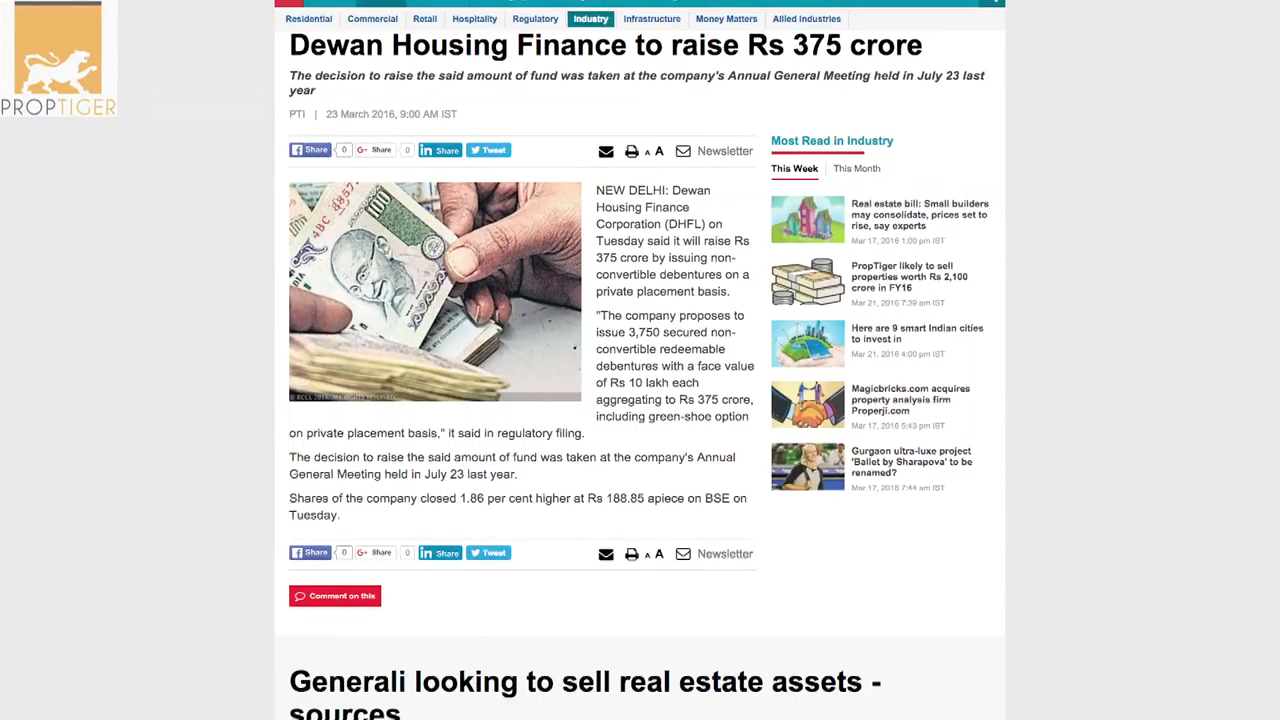 Residential Commercial Retail Hospitality Regulatory Industry Infrastructure Money Matters Allied Industries
PROPTIGER
Dewan Housing Finance to raise Rs 375 crore
The decision to raise the said amount of fund was taken at the company's Annual General Meeting held in July 23 last
year
PTI | 23 March 2016, 9:00 AM IST
Share 0 G+ Share 0 in Share Tweet A A Newsletter
NEW DELHI: Dewan
Housing Finance
Corporation (DHFL) on
Tuesday said it will raise Rs
375 crore by issuing non-
convertible debentures on a
private placement basis.
"The company proposes to
issue 3,750 secured non-
convertible redeemable
debentures with a face value
of Rs 10 lakh each
aggregating to Rs 375 crore,
including green-shoe option
on private placement basis," it said in regulatory filing.
The decision to raise the said amount of fund was taken at the company's Annual
General Meeting held in July 23 last year.
Shares of the company closed 1.86 per cent higher at Rs 188.85 apiece on BSE on
Tuesday.
100
© BCCL 2016. ALL RIGHTS RESERVED.
Share 0 G+ Share 0 in Share Tweet A A Newsletter
Comment on this
Most Read in Industry
This Week This Month
Real estate bill: Small builders
may consolidate, prices set to
rise, say experts
Mar 17, 2016 1:00 pm IST
PropTiger likely to sell
properties worth Rs 2,100
crore in FY16
Mar 21, 2016 7:39 am IST
Here are 9 smart Indian cities
to invest in
Mar 21, 2016 4:00 pm IST
Magicbricks.com acquires
property analysis firm
Properji.com
Mar 17, 2016 5:43 pm IST
Gurgaon ultra-luxe project
'Ballet by Sharapova' to be
renamed?
Mar 17, 2016 7:44 am IST
Generali looking to sell real estate assets -
sources